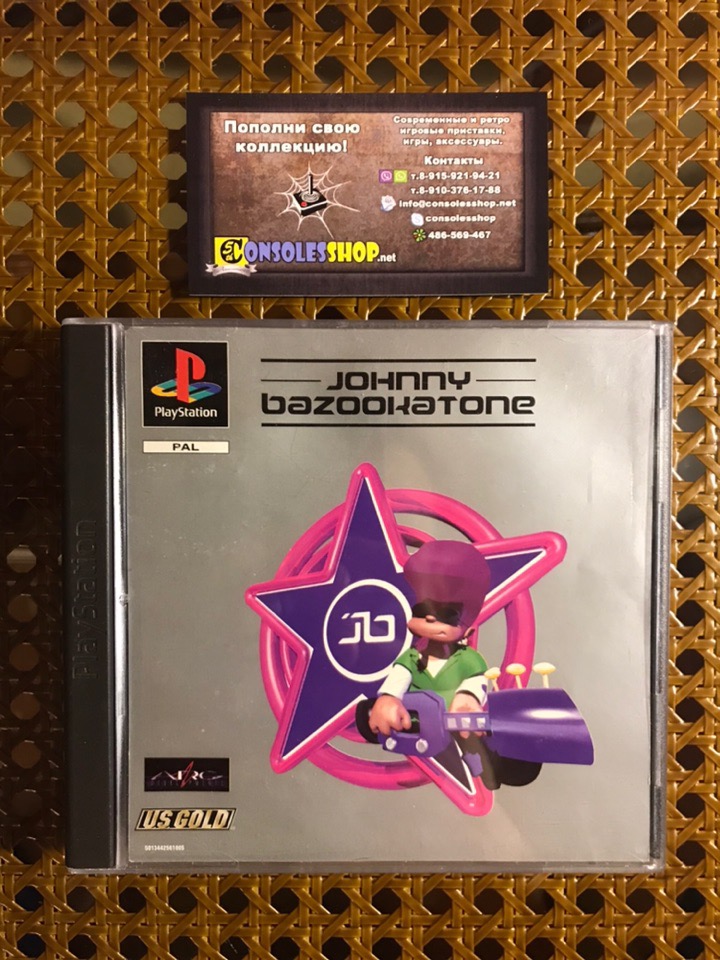 Пополни свою
коллекцию!
Современные и ретро
игровые приставки,
игры, аксессуары.
Контакты
т.8-915-921-94-21
т.8-910-376-17-88
info@consolesshop.net
consolesshop
486-569-467
CONSOLESSHOP.net
PlayStation
PAL
JOHNNY
bazookatone
PlayStation
jb
U.S. GOLD